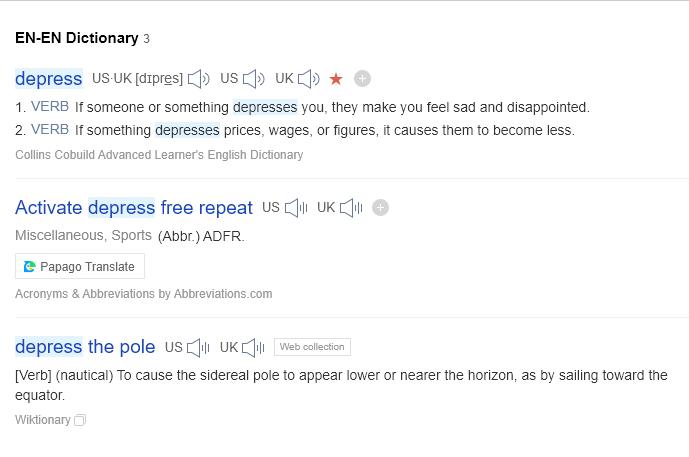 EN-EN Dictionary 3
depress US·UK [dɪpres] US UK
1. VERB If someone or something depresses you, they make you feel sad and disappointed.
2. VERB If something depresses prices, wages, or figures, it causes them to become less.
Collins Cobuild Advanced Learner's English Dictionary
Activate depress free repeat US UK
Miscellaneous, Sports (Abbr.) ADFR.
Papago Translate
Acronyms & Abbreviations by Abbreviations.com
depress the pole US UK Web collection
[Verb] (nautical) To cause the sidereal pole to appear lower or nearer the horizon, as by sailing toward the
equator.
Wiktionary